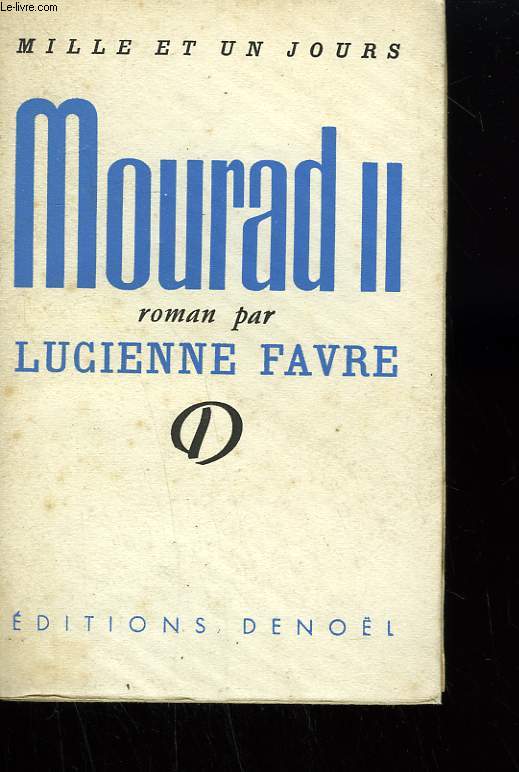 Le-livre.com
MILLE ET UN JOURS
Mourad II
roman par
LUCIENNE FAVRE
D
ÉDITIONS DENOËL